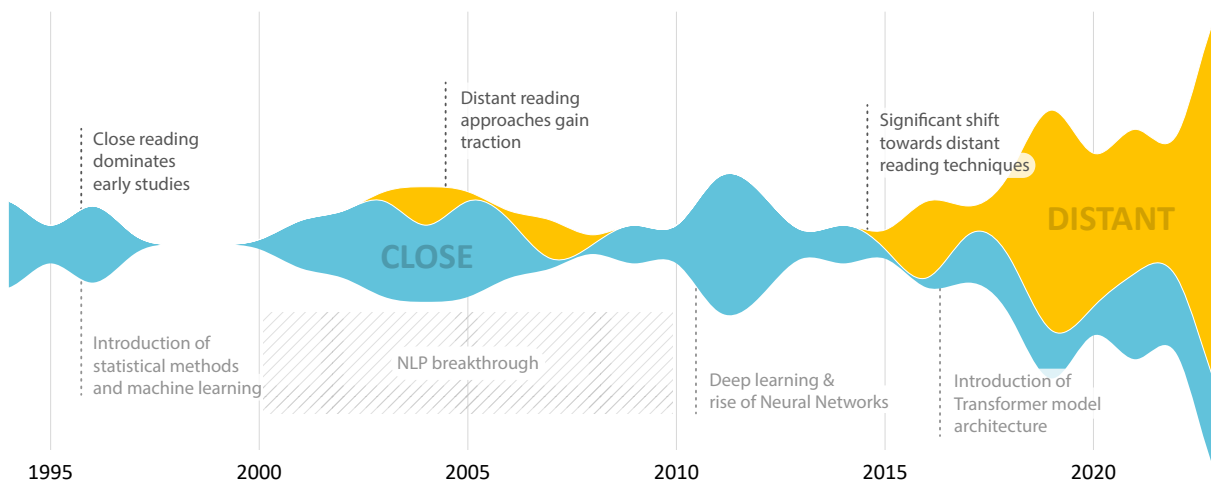 Close reading
dominates
early studies
Distant reading
approaches gain
traction
Significant shift
towards distant
reading techniques
CLOSE
DISTANT
Introduction of
statistical methods
and machine learning
NLP breakthrough
Deep learning &
rise of Neural Networks
Introduction of
Transformer model
architecture
1995
2000
2005
2010
2015
2020